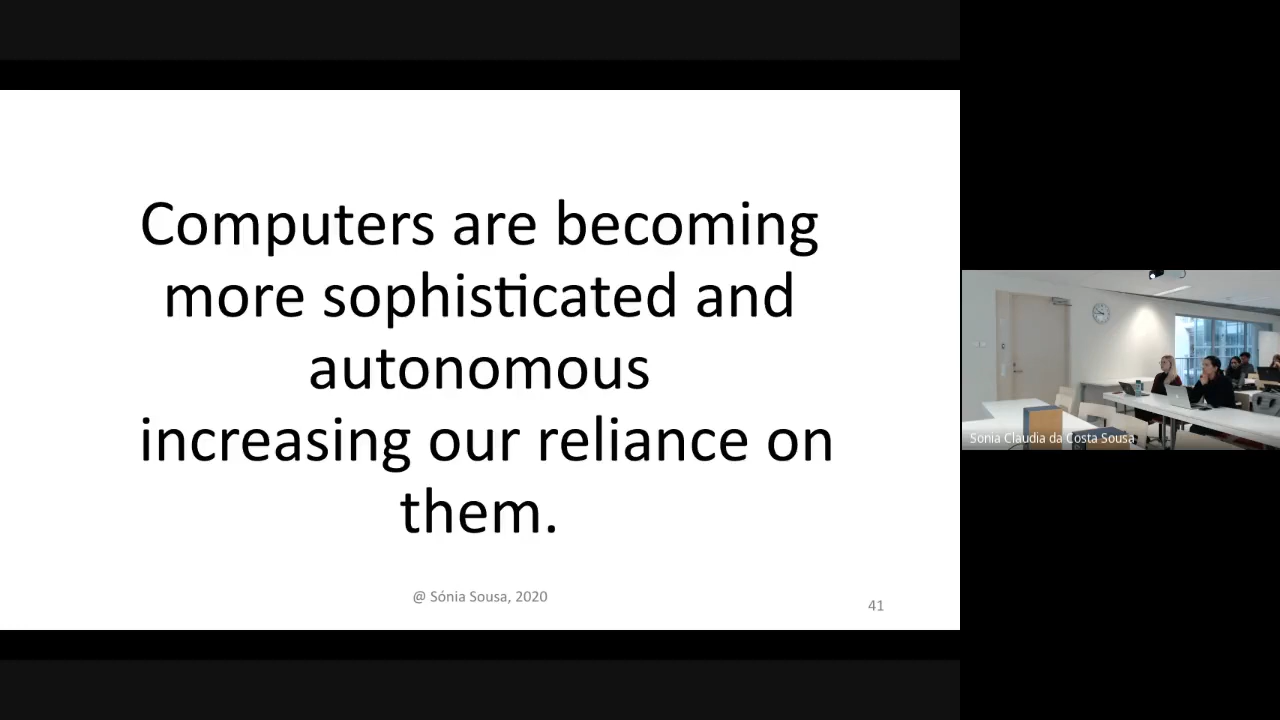 Computers are becoming
more sophisticated and
autonomous
increasing our reliance on
them.
@ Sónia Sousa, 2020
41
Sonia Claudia da Costa Sousa